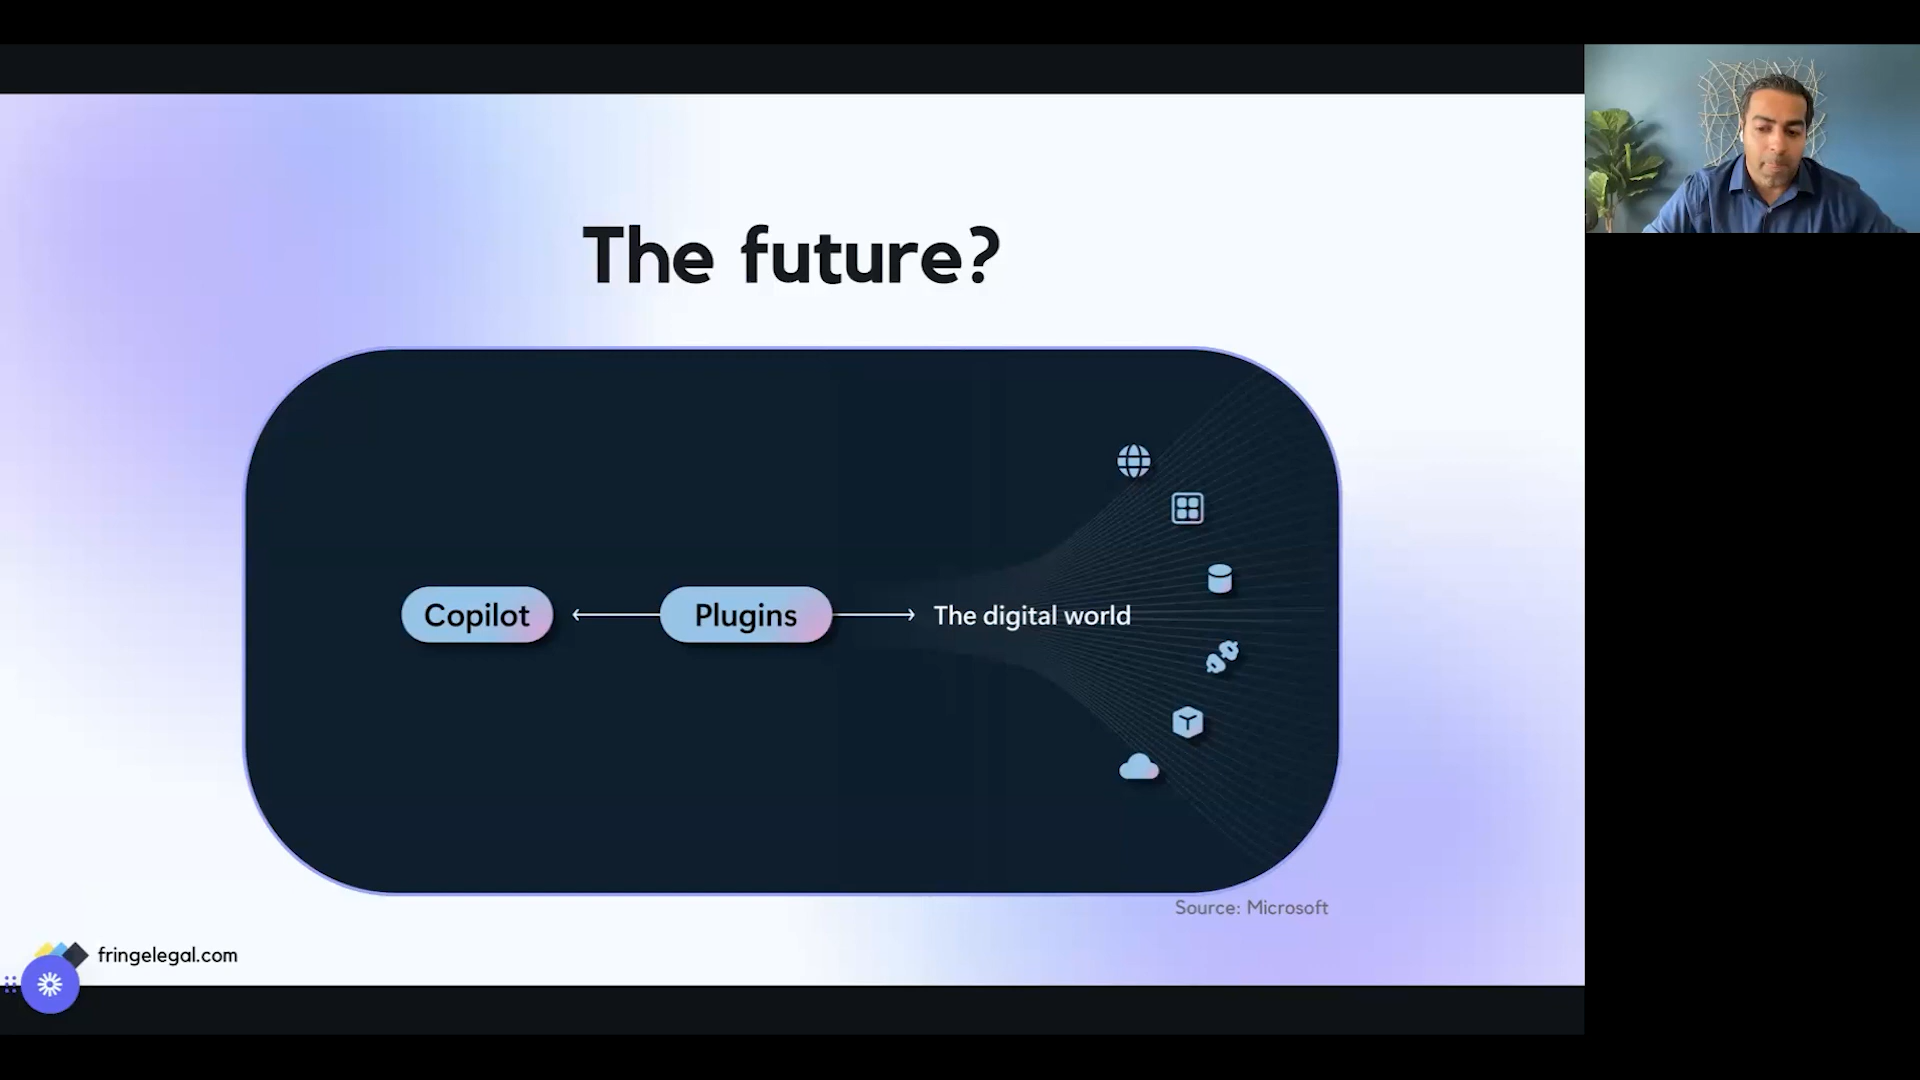 The future?
Copilot
Plugins
The digital world
Source: Microsoft
fringelegal.com